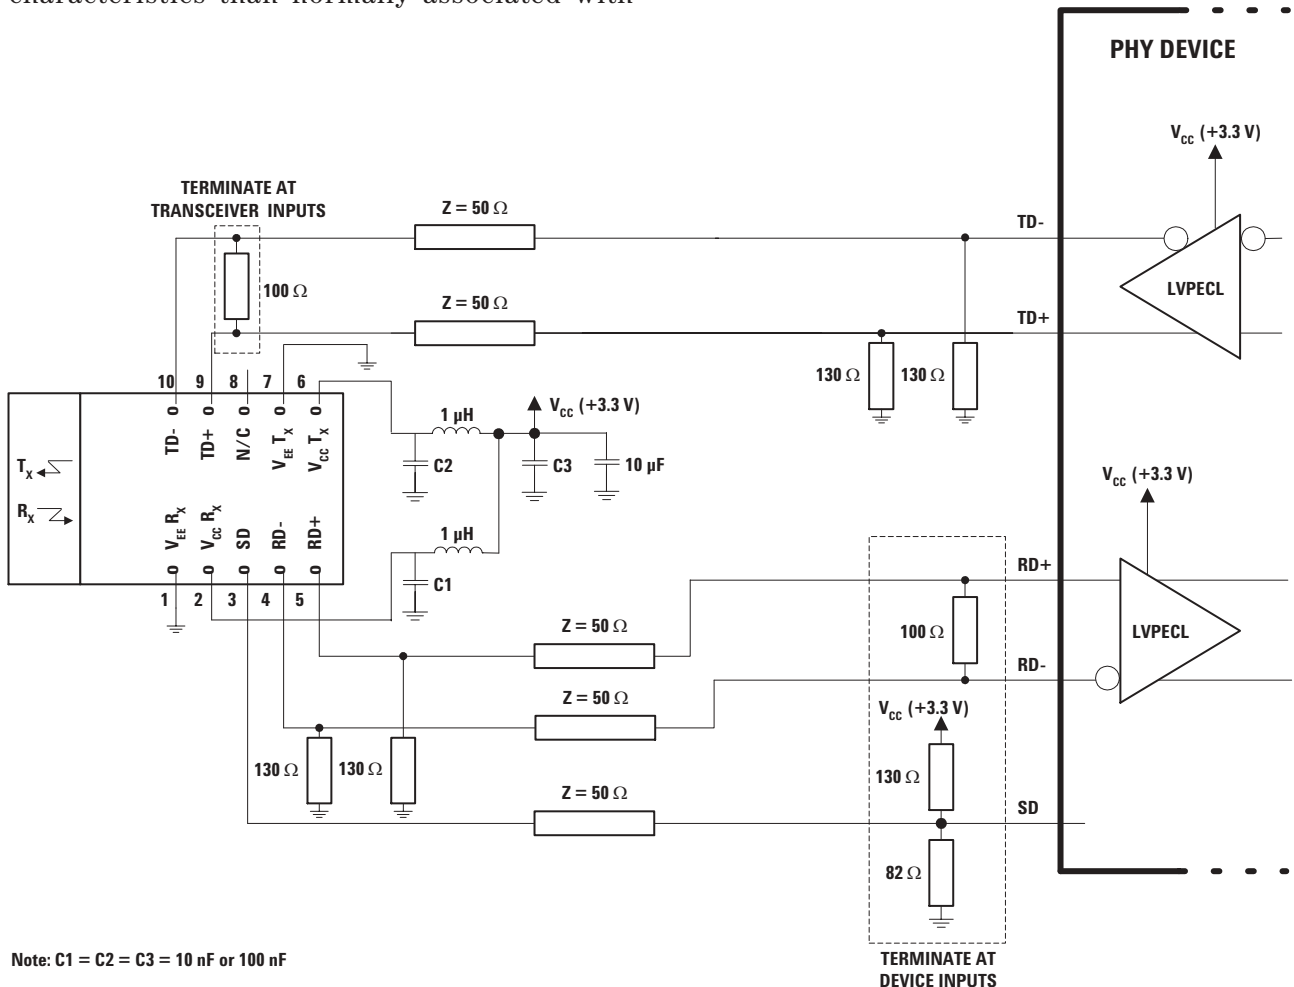 characteristics than normally associated with
PHY DEVICE
V_CC (+3.3 V)
TERMINATE AT
TRANSCEIVER INPUTS
Z = 50 Ω
TD-
LVPECL
100 Ω
Z = 50 Ω
TD+
130 Ω
130 Ω
10
9
8
7
6
TD-
TD+
N/C
V_EE T_X
V_CC T_X
1 µH
V_CC (+3.3 V)
C2
C3
10 µF
T_X
R_X
V_EE R_X
V_CC R_X
SD
RD-
RD+
1 µH
C1
1
2
3
4
5
V_CC (+3.3 V)
RD+
Z = 50 Ω
100 Ω
LVPECL
RD-
Z = 50 Ω
V_CC (+3.3 V)
130 Ω
130 Ω
130 Ω
Z = 50 Ω
SD
82 Ω
Note: C1 = C2 = C3 = 10 nF or 100 nF
TERMINATE AT
DEVICE INPUTS